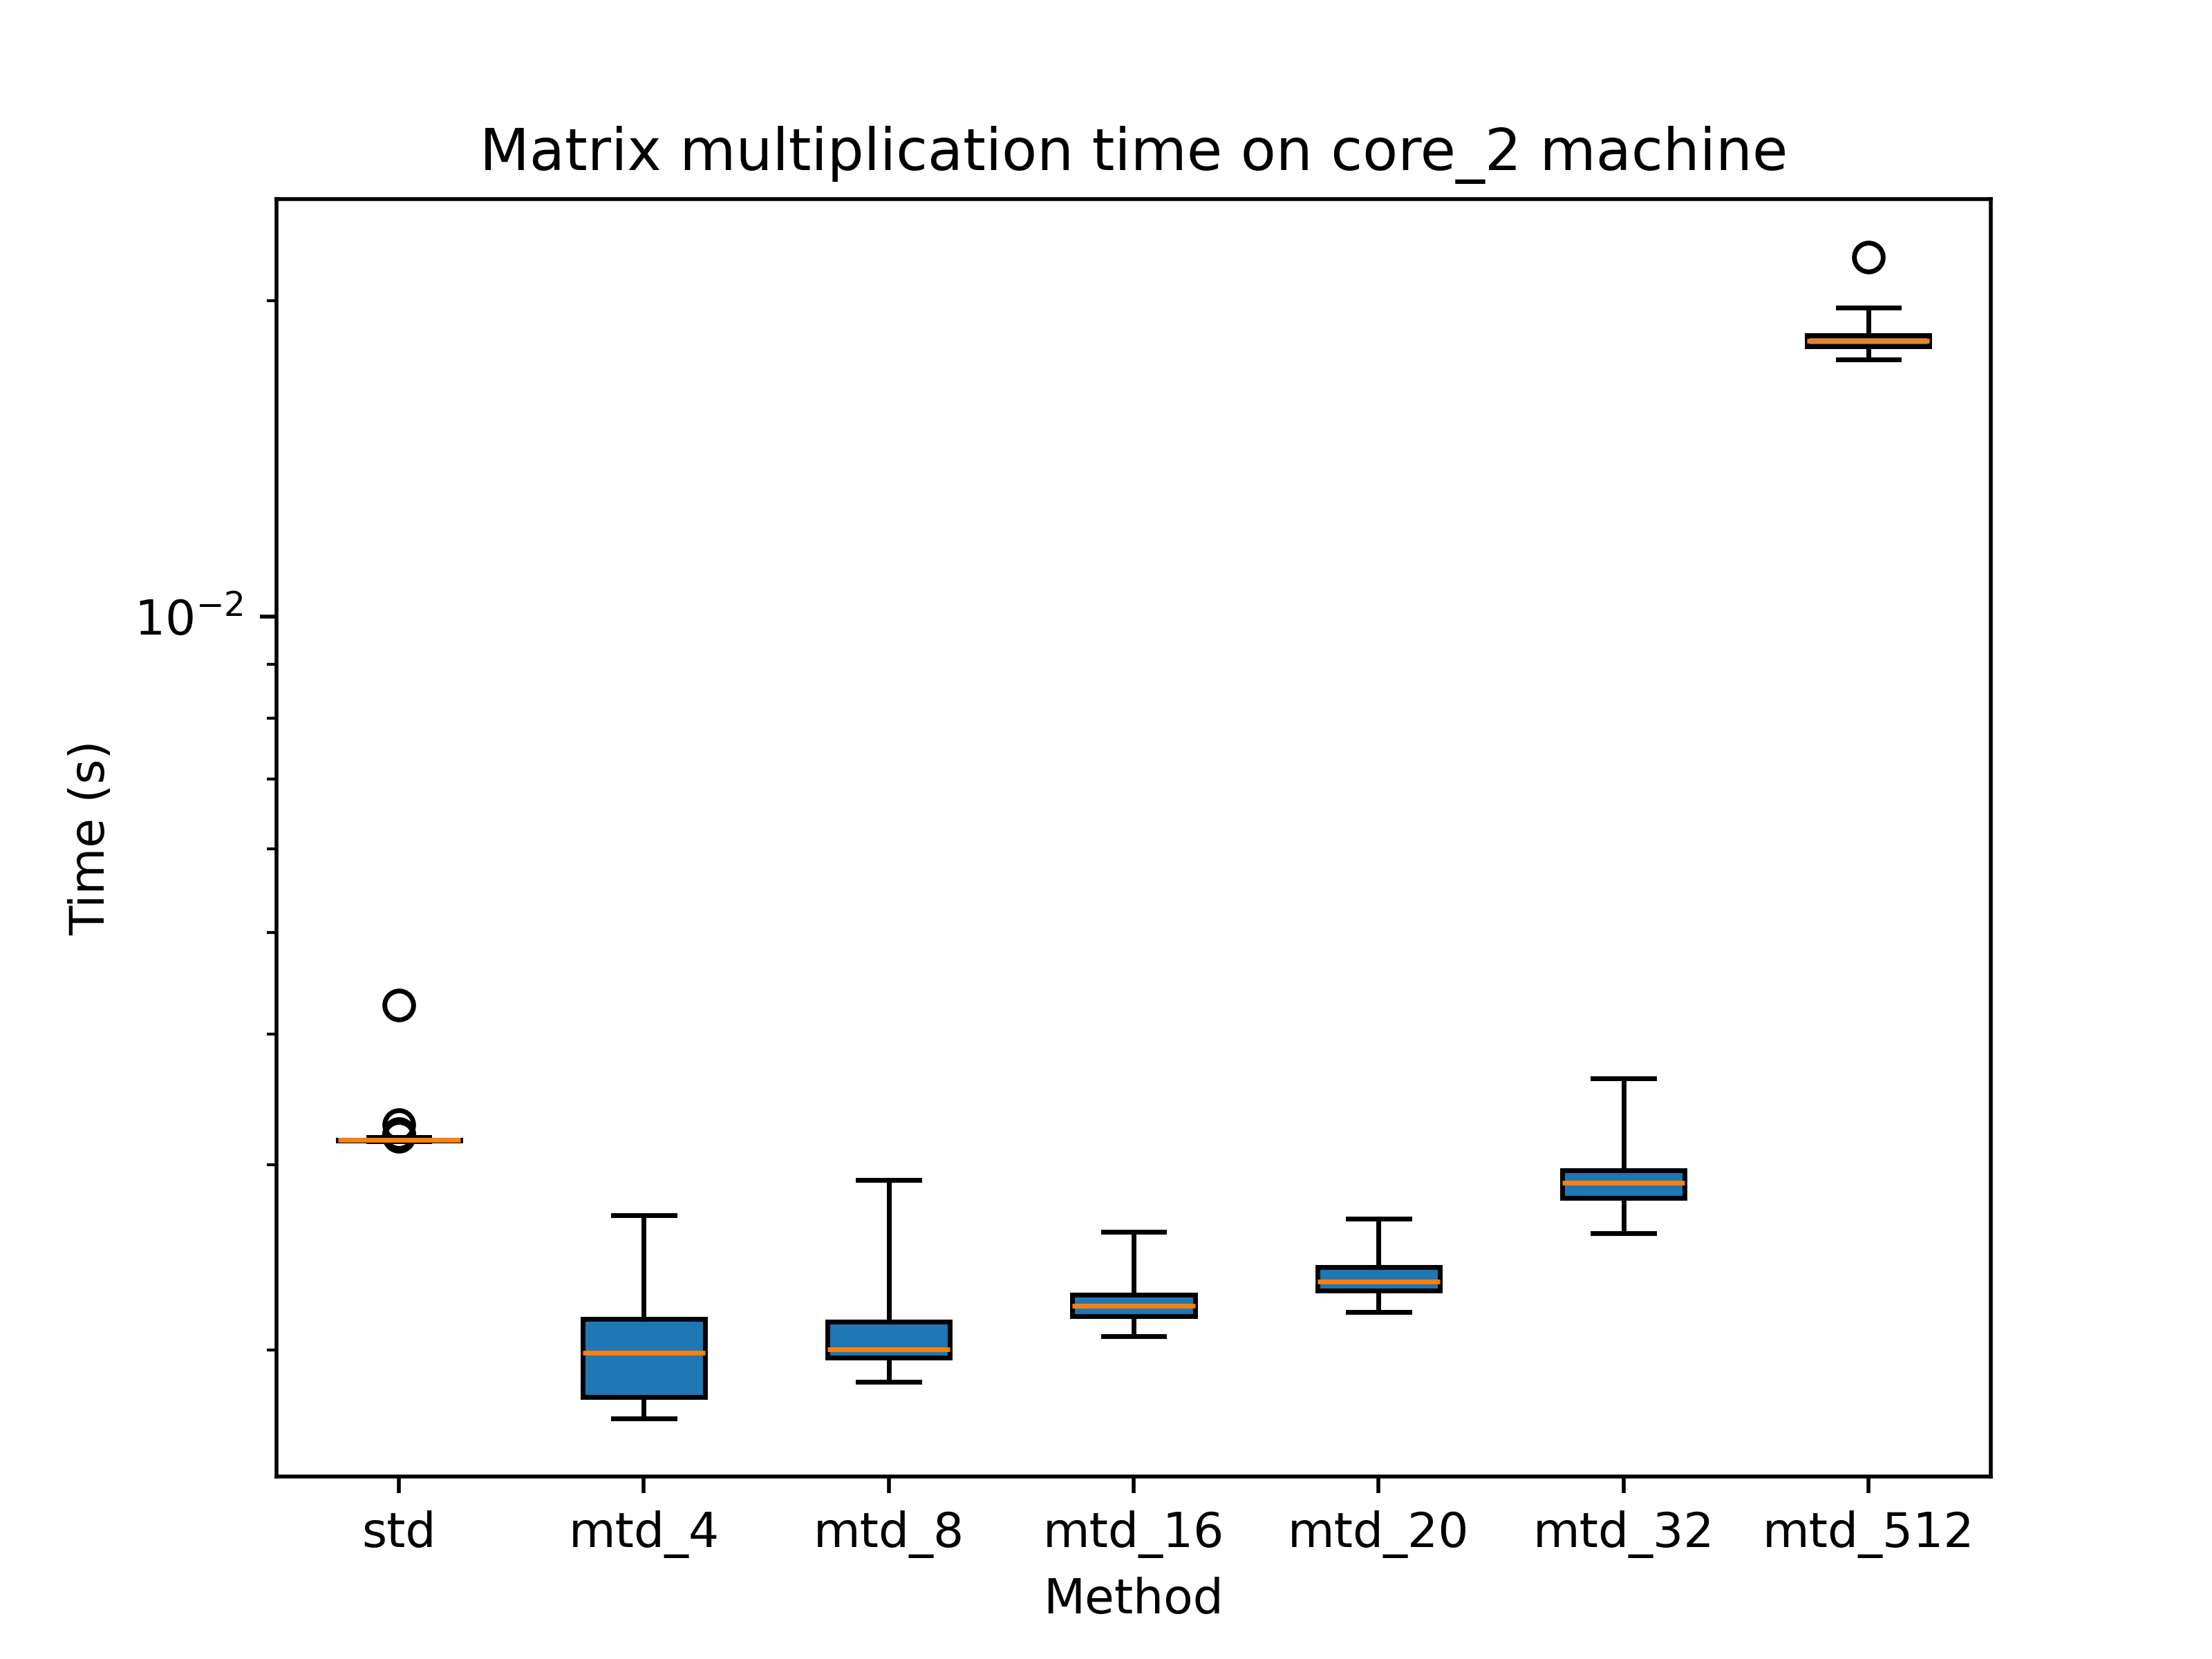 Matrix multiplication time on core_2 machine
10⁻²
Time (s)
std mtd_4 mtd_8 mtd_16 mtd_20 mtd_32 mtd_512
Method